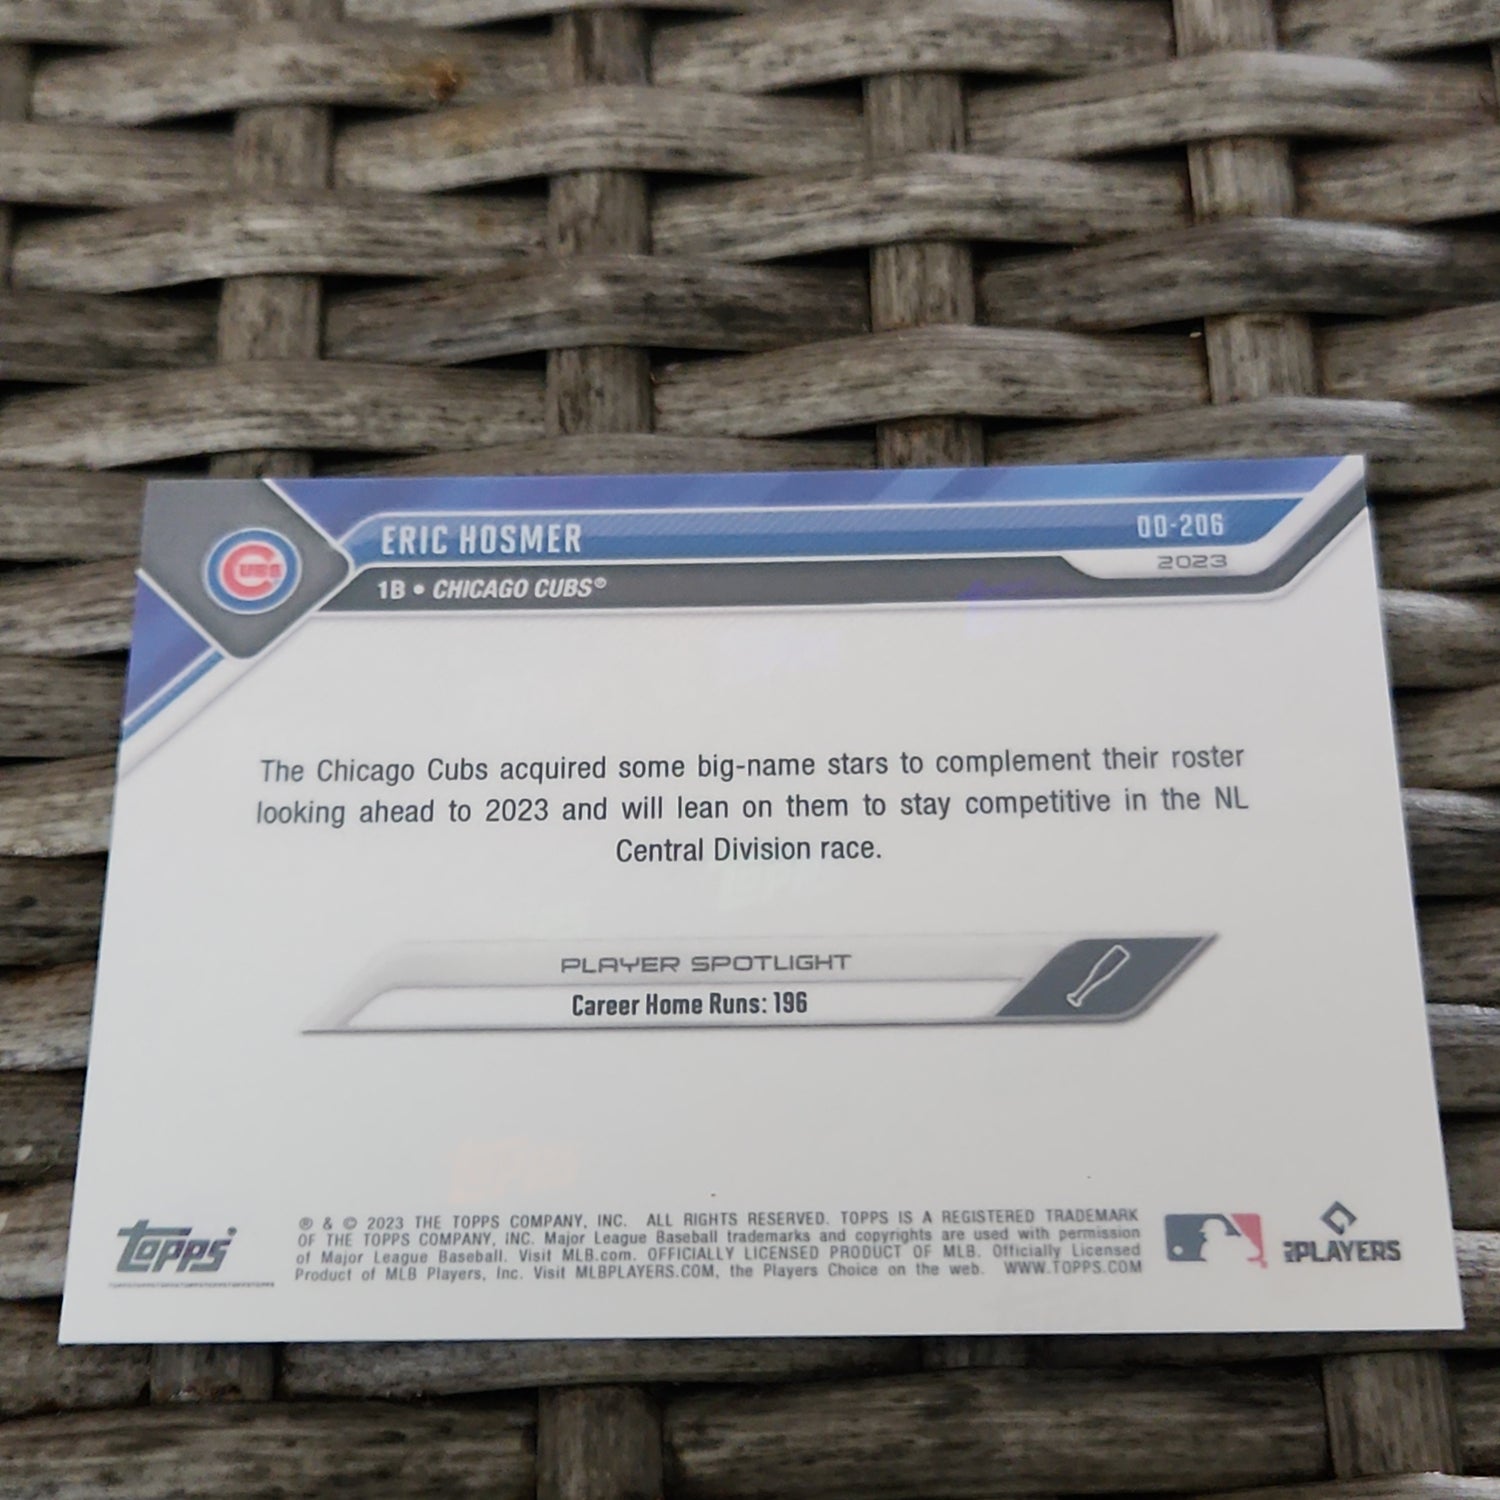 CUBS
ERIC HOSMER
OD-206
2023
1B • CHICAGO CUBS®
The Chicago Cubs acquired some big-name stars to complement their roster
looking ahead to 2023 and will lean on them to stay competitive in the NL
Central Division race.
PLAYER SPOTLIGHT
Career Home Runs: 196
topps
® & © 2023 THE TOPPS COMPANY, INC. ALL RIGHTS RESERVED. TOPPS IS A REGISTERED TRADEMARK
OF THE TOPPS COMPANY, INC. Major League Baseball trademarks and copyrights are used with permission
of Major League Baseball. Visit MLB.com. OFFICIALLY LICENSED PRODUCT OF MLB. Officially Licensed
Product of MLB Players, Inc. Visit MLBPLAYERS.COM, the Players Choice on the web. WWW.TOPPS.COM
PLAYERS